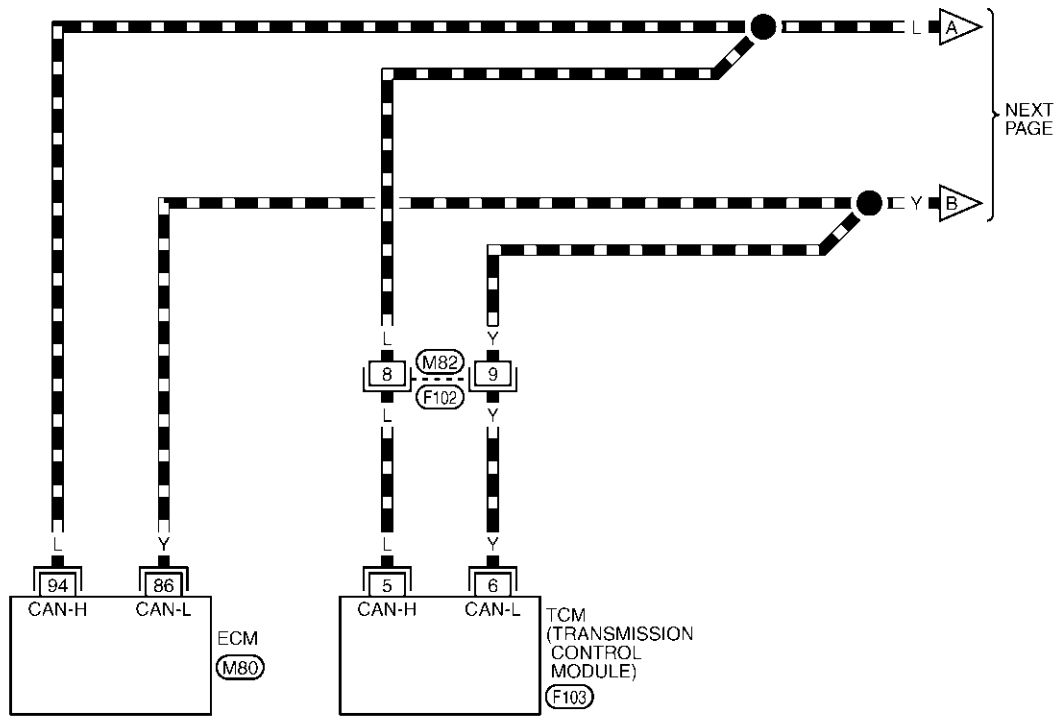 L A
NEXT
PAGE
Y B
L Y
8 M82 9
F102
L Y
L Y L Y
94 86 5 6
CAN-H CAN-L CAN-H CAN-L
ECM
M80
TCM
(TRANSMISSION
CONTROL
MODULE)
F103